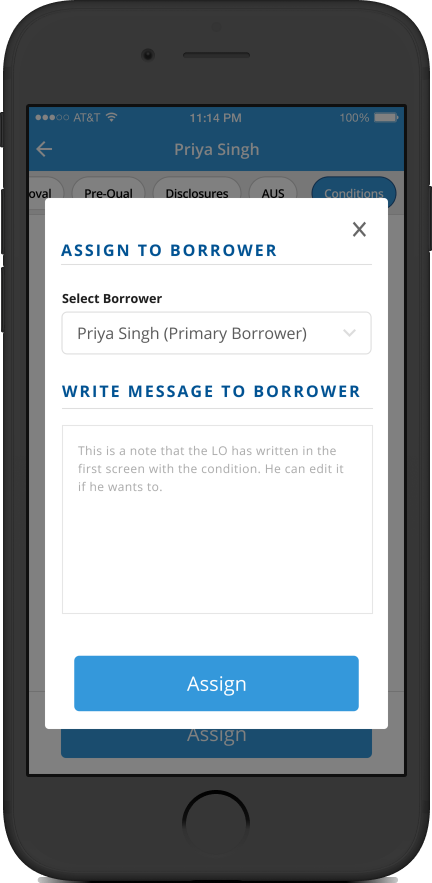 AT&T 11:14 PM 100%
Priya Singh
oval Pre-Qual Disclosures AUS Conditions
ASSIGN TO BORROWER
Select Borrower
Priya Singh (Primary Borrower)
WRITE MESSAGE TO BORROWER
This is a note that the LO has written in the
first screen with the condition. He can edit it
if he wants to.
Assign
Assign